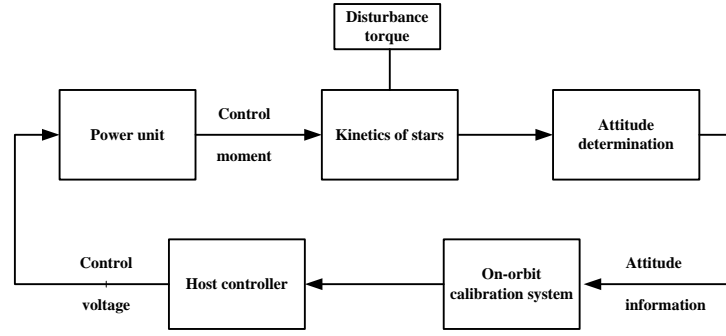 Disturbance
torque
Power unit
Control
moment
Kinetics of stars
Attitude
determination
Control
voltage
Host controller
On-orbit
calibration system
Attitude
information